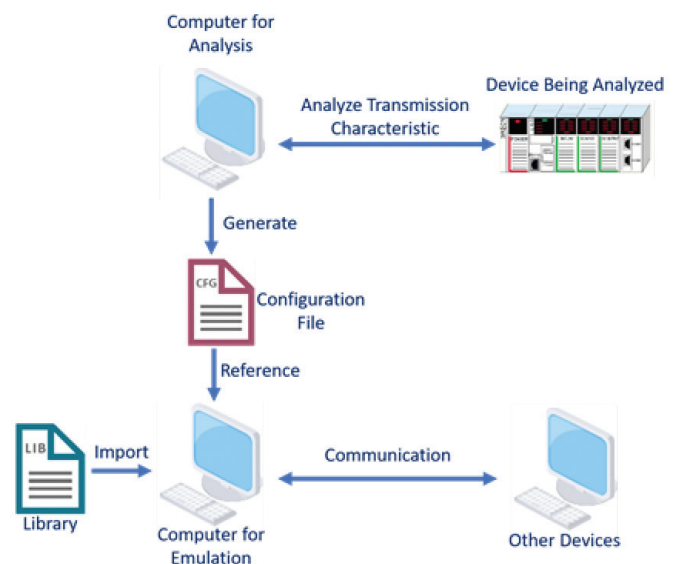 Computer for
Analysis
Analyze Transmission
Characteristic
Device Being Analyzed
Generate
CFG
Configuration
File
Reference
LIB
Import
Library
Computer for
Emulation
Communication
Other Devices